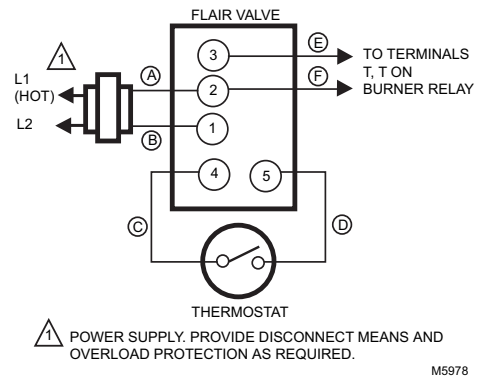 FLAIR VALVE
E
3
TO TERMINALS
T, T ON
BURNER RELAY
1
A
F
L1
(HOT)
2
L2
1
B
4
5
C
D
THERMOSTAT
1 POWER SUPPLY. PROVIDE DISCONNECT MEANS AND
OVERLOAD PROTECTION AS REQUIRED.
M5978